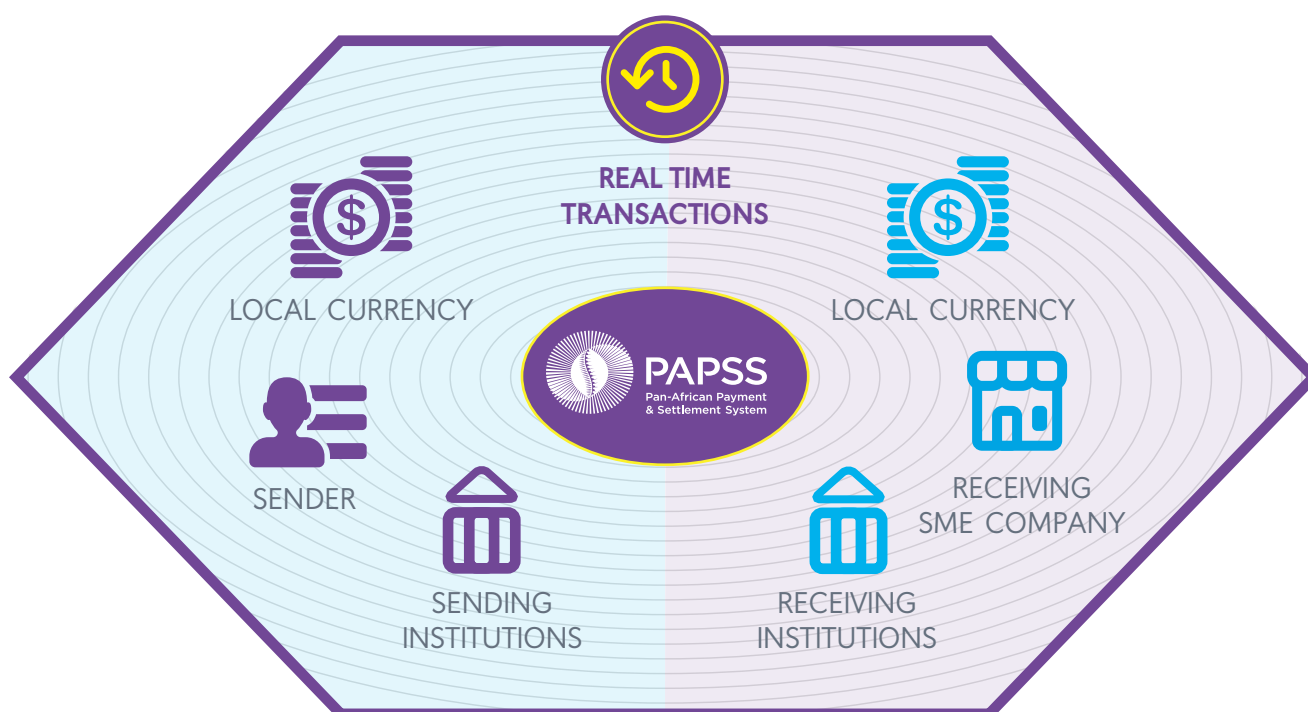 REAL TIME
TRANSACTIONS
$
LOCAL CURRENCY
$
LOCAL CURRENCY
PAPSS
Pan-African Payment
& Settlement System
SENDER
RECEIVING
SME COMPANY
SENDING
INSTITUTIONS
RECEIVING
INSTITUTIONS